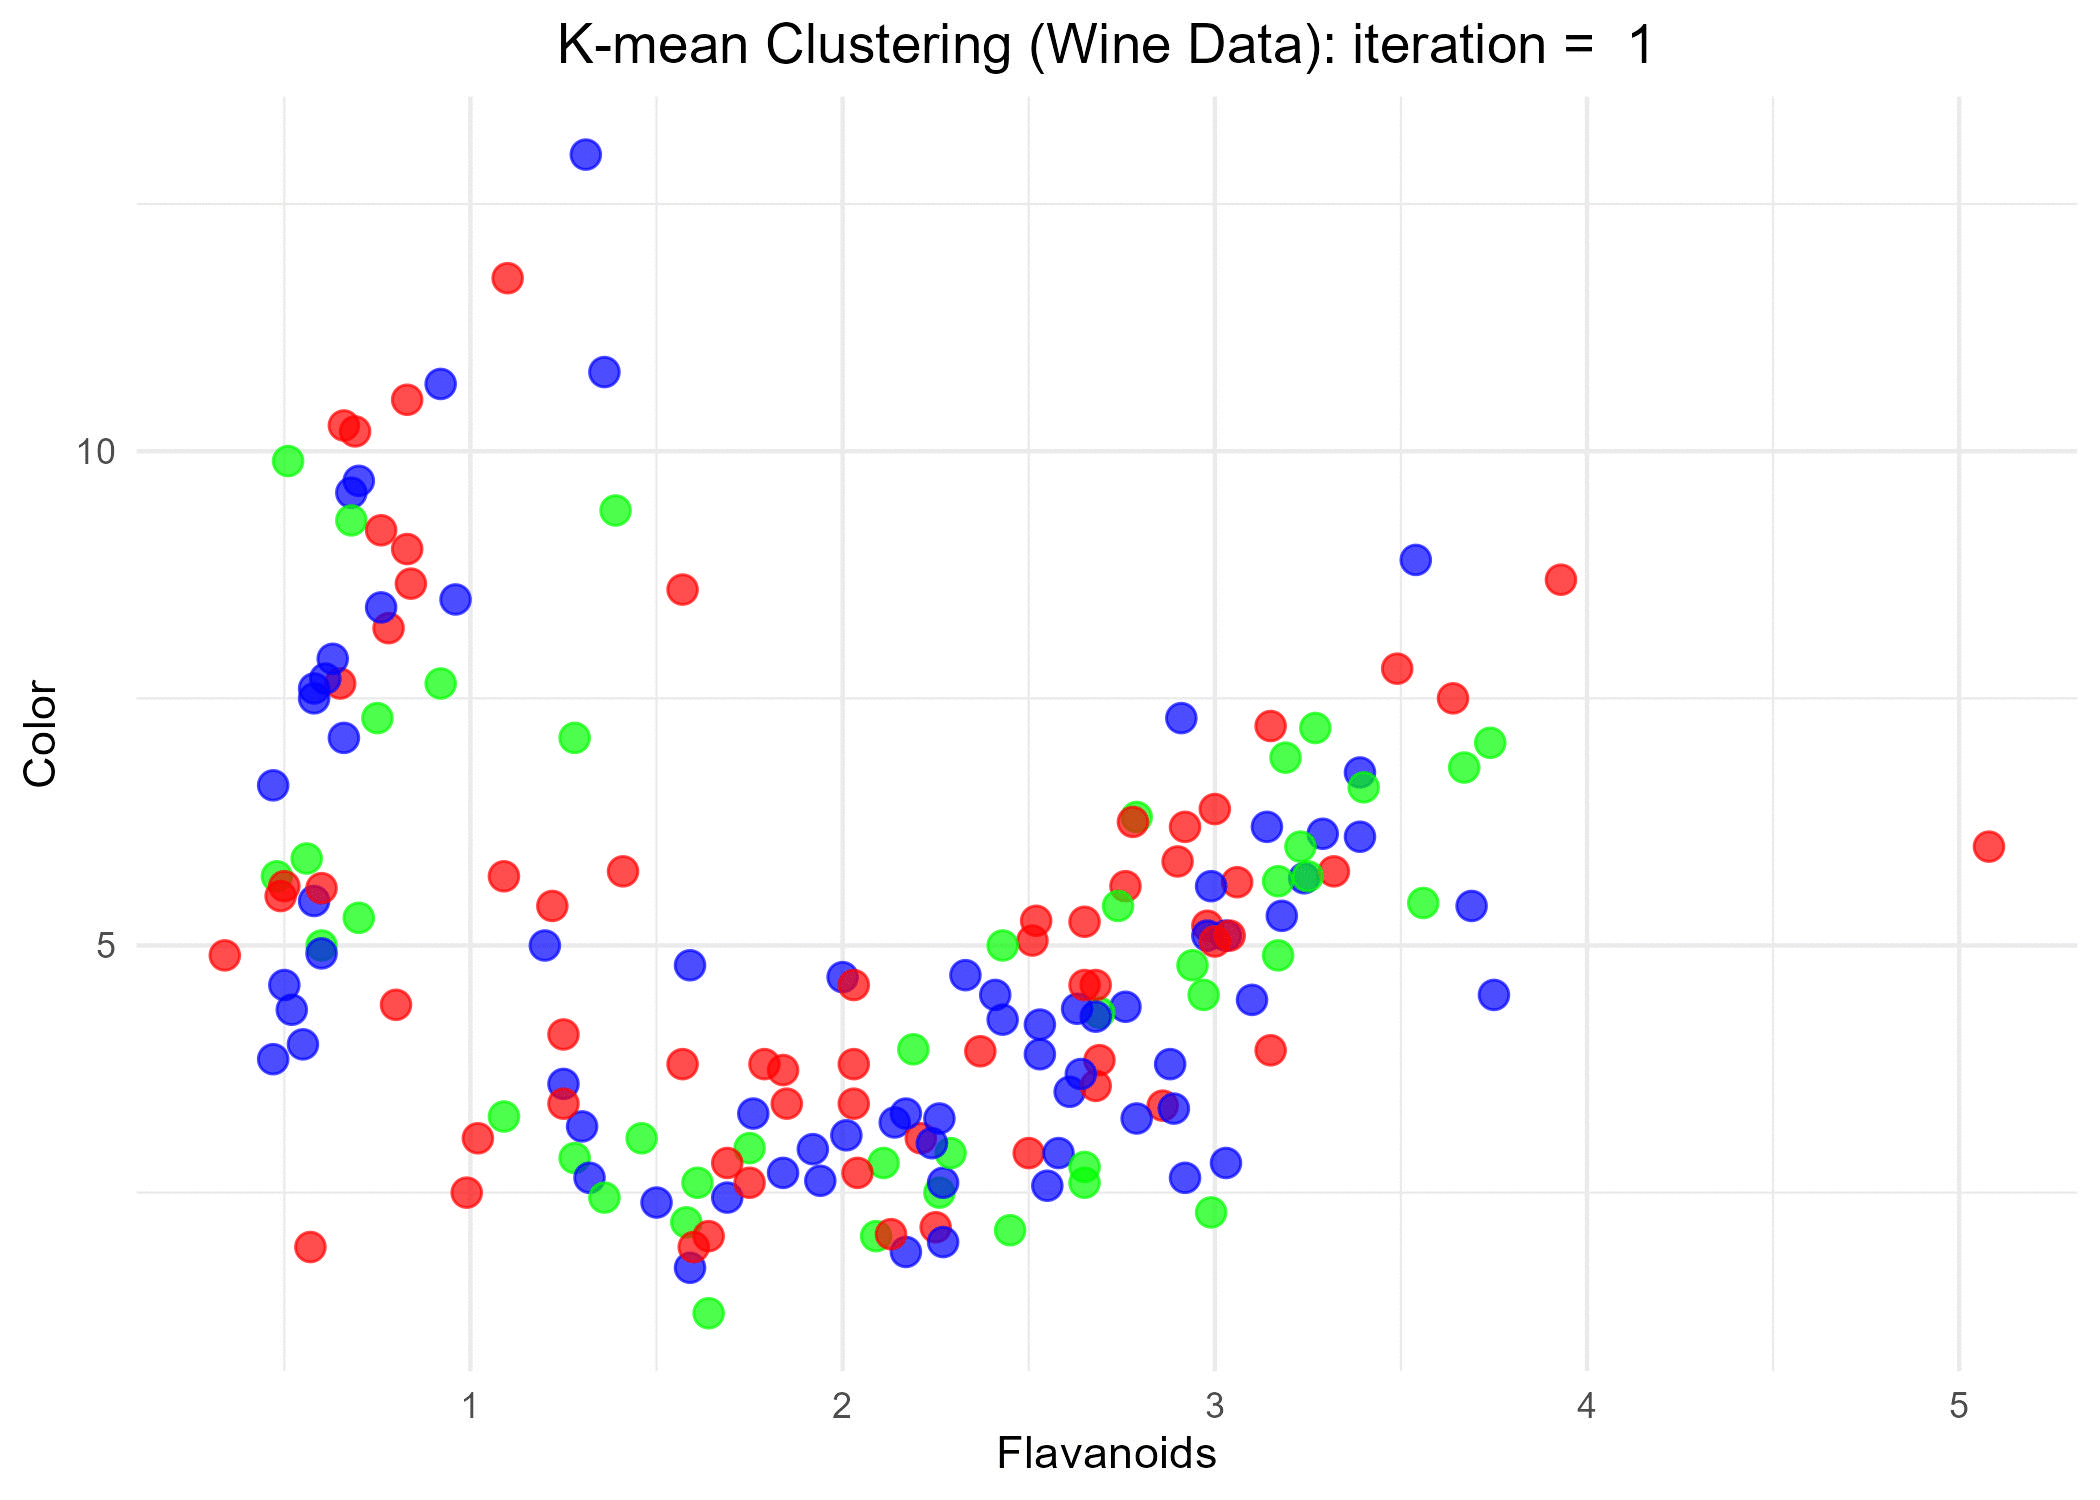 K-mean Clustering (Wine Data): iteration =  1
10
5
Color
1 2 3 4 5
Flavanoids